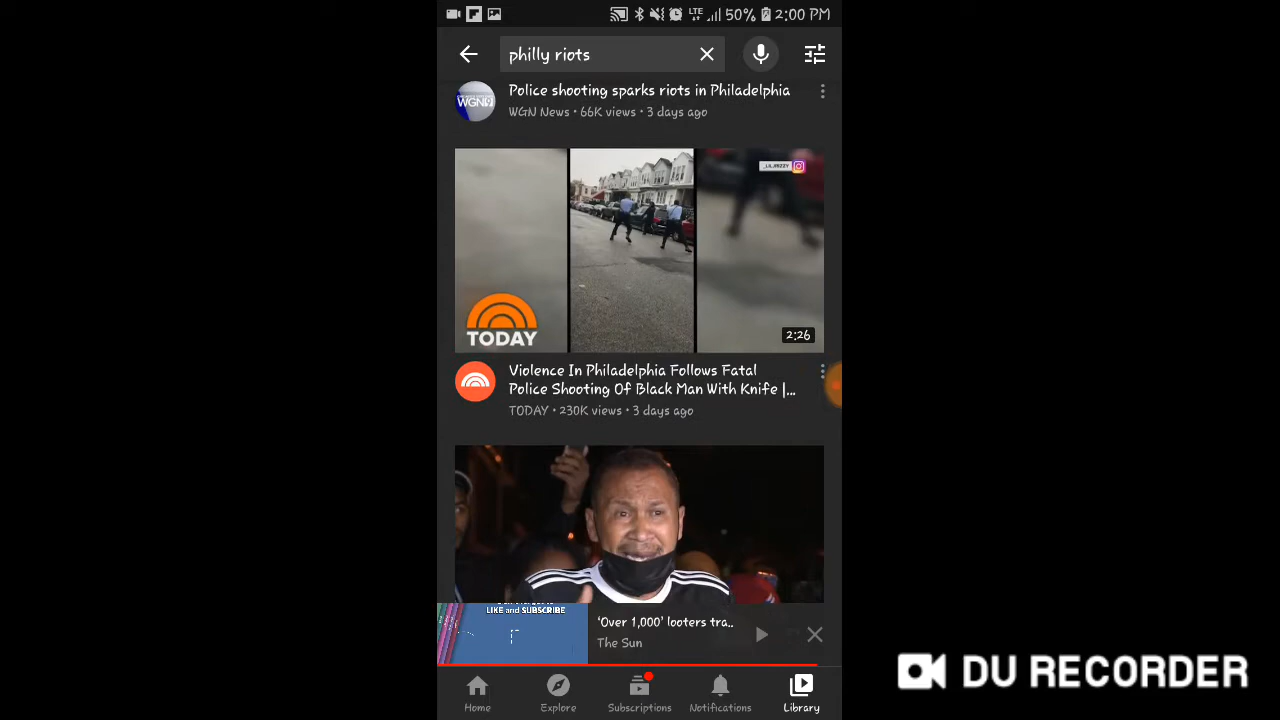 LTE 50% 2:00 PM
philly riots
Police shooting sparks riots in Philadelphia
WGN9
WGN News • 66K views • 3 days ago
TODAY
2:26
Violence In Philadelphia Follows Fatal
Police Shooting Of Black Man With Knife |...
TODAY • 230K views • 3 days ago
LIKE and SUBSCRIBE
'Over 1,000' looters tra..
The Sun
Home Explore Subscriptions Notifications Library
DU RECORDER